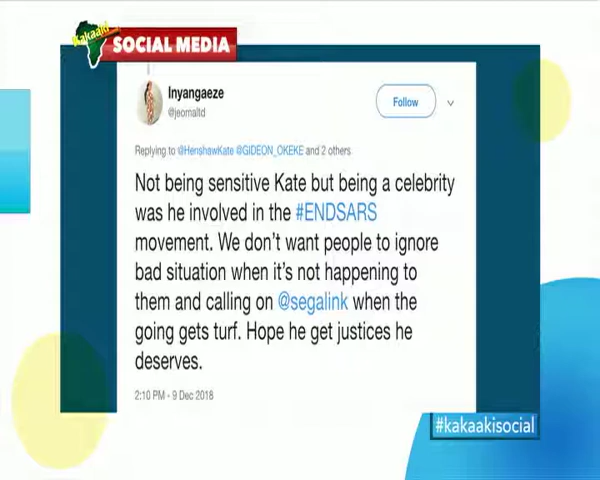 Kakaaki
SOCIAL MEDIA
Inyangaeze
@jeomaltd
Follow
Replying to @HenshawKate @GIDEON_OKEKE and 2 others
Not being sensitive Kate but being a celebrity
was he involved in the #ENDSARS
movement. We don't want people to ignore
bad situation when it's not happening to
them and calling on @segalink when the
going gets turf. Hope he get justices he
deserves.
2:10 PM - 9 Dec 2018
#kakaakisocial